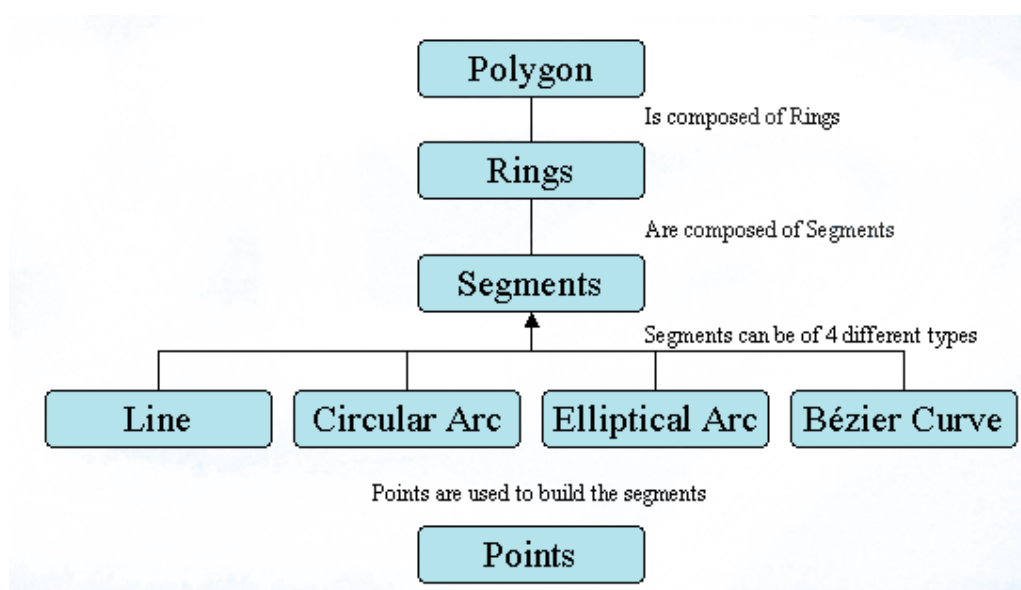 Polygon
Is composed of Rings
Rings
Are composed of Segments
Segments
Segments can be of 4 different types
Line
Circular Arc
Elliptical Arc
Bézier Curve
Points are used to build the segments
Points